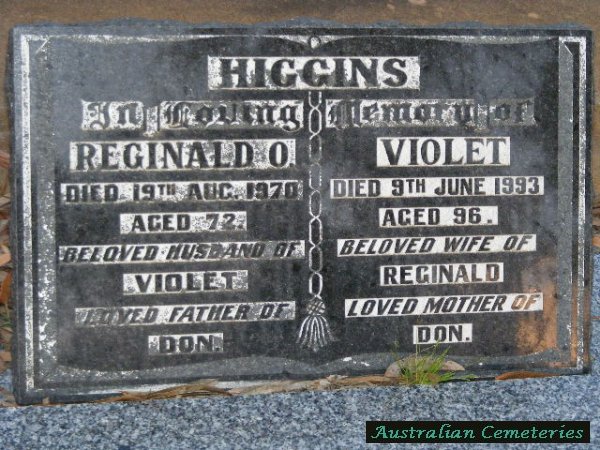 HIGGINS
In Loving Memory of
REGINALD O
DIED 19TH AUG. 1970
AGED 72.
BELOVED HUSBAND OF
VIOLET.
LOVED FATHER OF
DON.
VIOLET
DIED 9TH JUNE 1993
AGED 96.
BELOVED WIFE OF
REGINALD
LOVED MOTHER OF
DON.
Australian Cemeteries